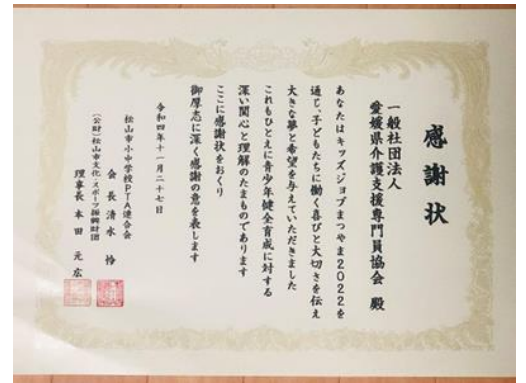 感謝状
一般社団法人
愛媛県介護支援専門員協会 殿
あなたはキッズジョブまつやま2022を
通じ、子どもたちに働く喜びと大切さを伝え
大きな夢と希望を与えていただきました
これもひとえに青少年健全育成に対する
深い関心と理解のたまものであります
ここに感謝状をおくり
御厚志に深く感謝の意を表します
令和四年十一月二十七日
松山市小中学校PTA連合会
会長 清水 怜
(公財)松山市文化・スポーツ振興財団
理事長 本田 元広